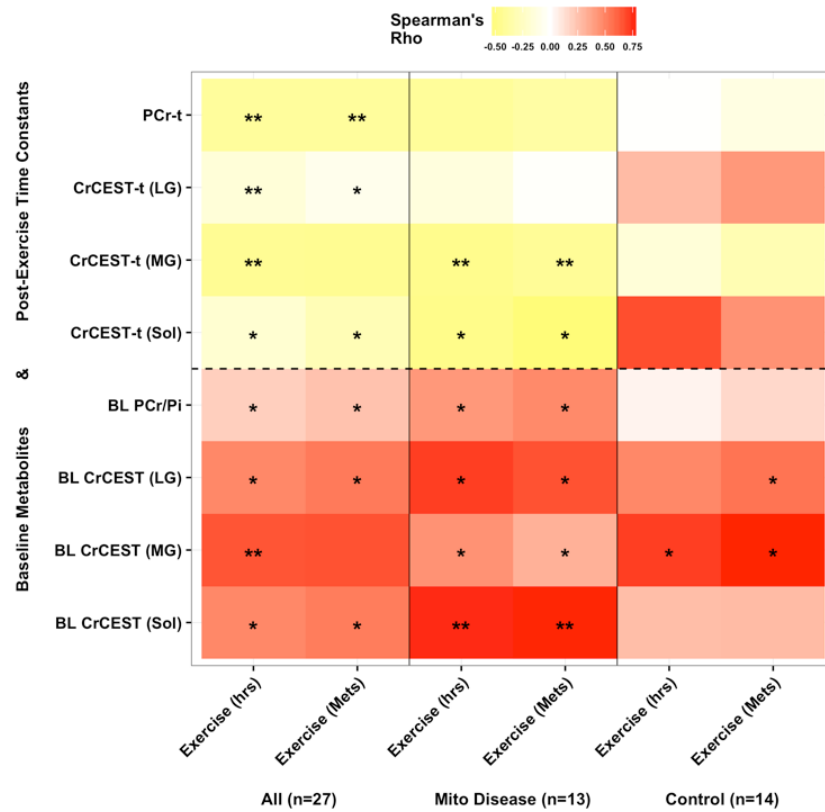 Spearman's
Rho
-0.50 -0.25 0.00 0.25 0.50 0.75
Post-Exercise Time Constants
&
Baseline Metabolites
PCr-t
** **
CrCEST-t (LG)
** *
CrCEST-t (MG)
** ** **
CrCEST-t (Sol)
* * * *
BL PCr/Pi
* * * *
BL CrCEST (LG)
* * * * *
BL CrCEST (MG)
** * * * *
BL CrCEST (Sol)
* * ** **
Exercise (hrs) Exercise (Mets) Exercise (hrs) Exercise (Mets) Exercise (hrs) Exercise (Mets)
All (n=27) Mito Disease (n=13) Control (n=14)